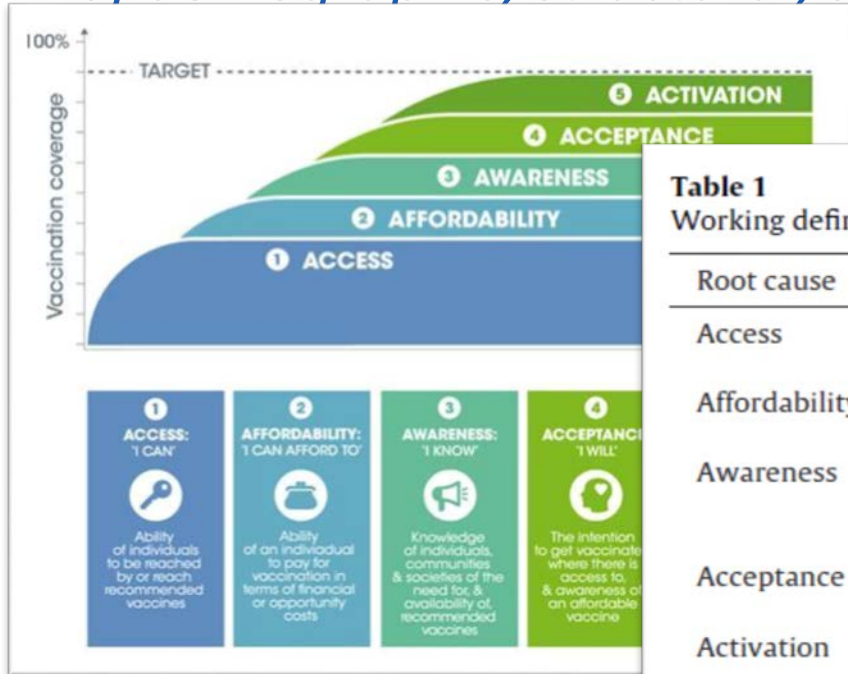 100%
TARGET
Vaccination coverage
5 ACTIVATION
4 ACCEPTANCE
3 AWARENESS
2 AFFORDABILITY
1 ACCESS
1
ACCESS:
'I CAN'
Ability
of individuals
to be reached
by or reach
recommended
vaccines
2
AFFORDABILITY:
'I CAN AFFORD TO'
Ability
of an indiviadual
to pay for
vaccination in
terms of financial
or opportunity
costs
3
AWARENESS:
'I KNOW'
Knowledge
of individuals,
communities
& societies of the
need for, &
availability of,
recommended
vaccines
4
ACCEPTANC
'I WILL'
The intention
to get vaccinate
where there is
access to,
& awareness of
an affordable
vaccine
Table 1
Working defi
Root cause
Access
Affordability
Awareness
Acceptance
Activation